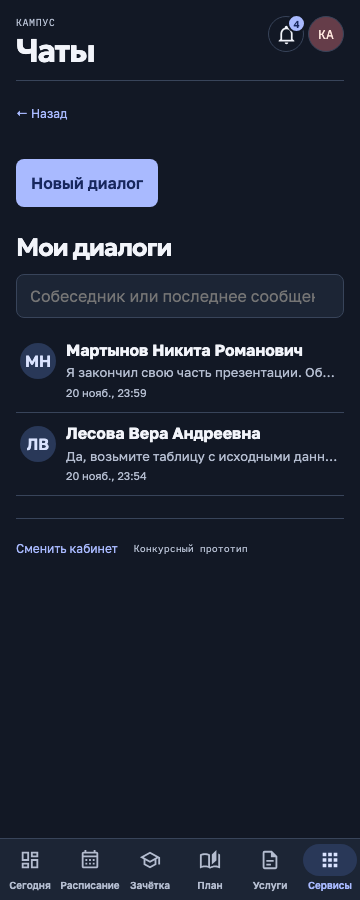 КАМПУС
Чаты
4
КА
← Назад
Новый диалог
Мои диалоги
Собеседник или последнее сообщен
МН
Мартынов Никита Романович
Я закончил свою часть презентации. Об…
20 нояб., 23:59
ЛВ
Лесова Вера Андреевна
Да, возьмите таблицу с исходными данн…
20 нояб., 23:54
Сменить кабинет
Конкурсный прототип
Сегодня
Расписание
Зачётка
План
Услуги
Сервисы